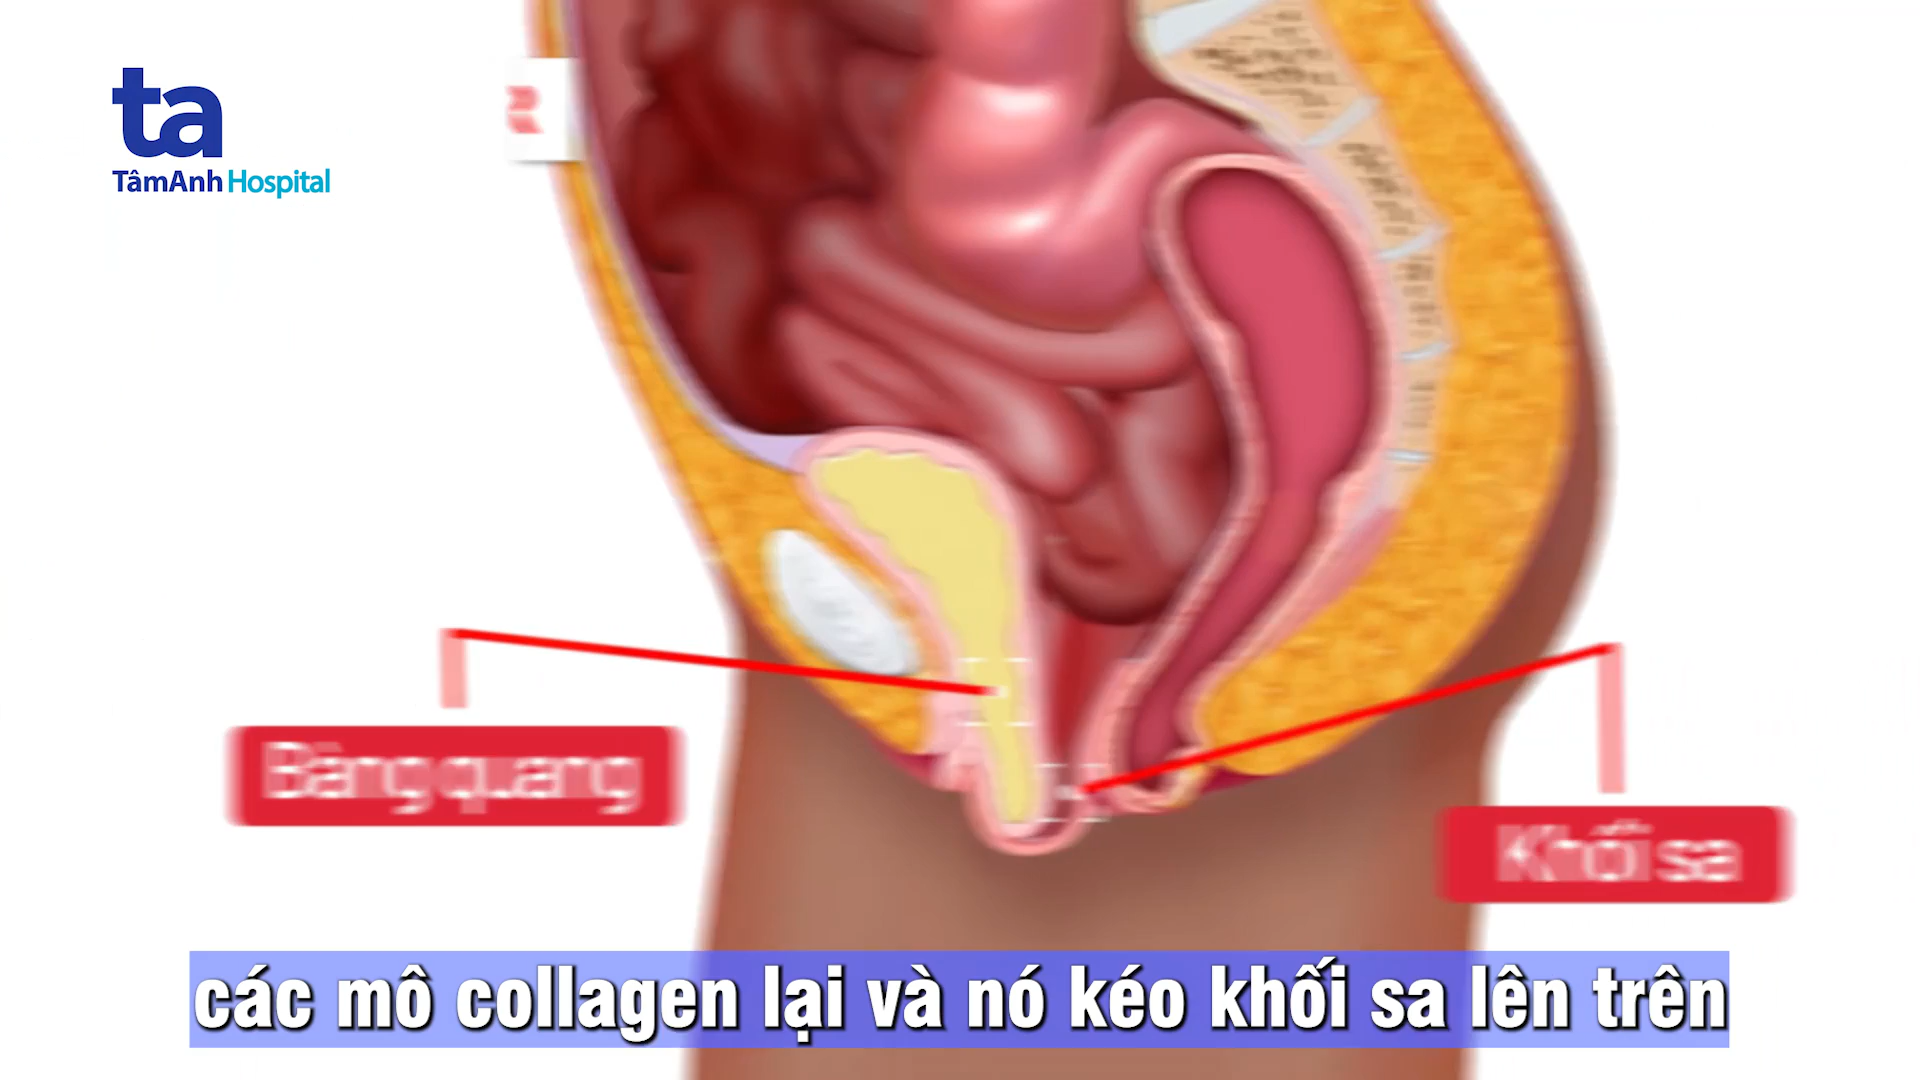 ta
TâmAnh Hospital
Bàng quang
Khối sa
các mô collagen lại và nó kéo khối sa lên trên